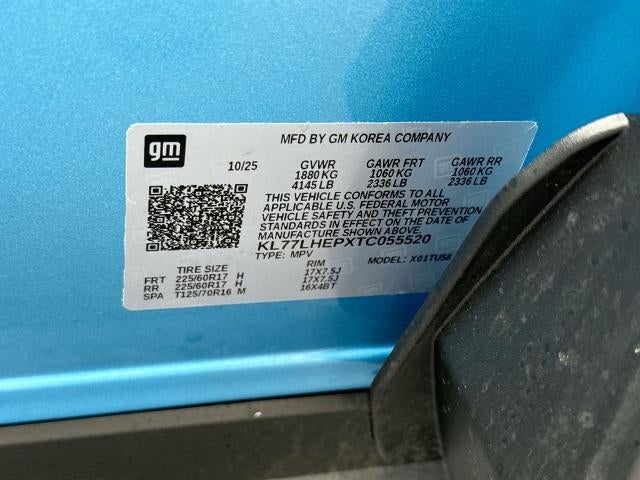 gm
MFD BY GM KOREA COMPANY
10/25 GVWR GAWR FRT GAWR RR
1880 KG 1060 KG 1060 KG
4145 LB 2336 LB 2336 LB
THIS VEHICLE CONFORMS TO ALL
APPLICABLE U.S. FEDERAL MOTOR
VEHICLE SAFETY AND THEFT PREVENTION
STANDARDS IN EFFECT ON THE DATE OF
MANUFACTURE SHOWN ABOVE.
KL77LHEPXTC055520
TYPE: MPV MODEL: X01TU58
TIRE SIZE RIM
FRT 225/60R17 H 17X7.5J
RR 225/60R17 H 17X7.5J
SPA T125/70R16 M 16X4BT